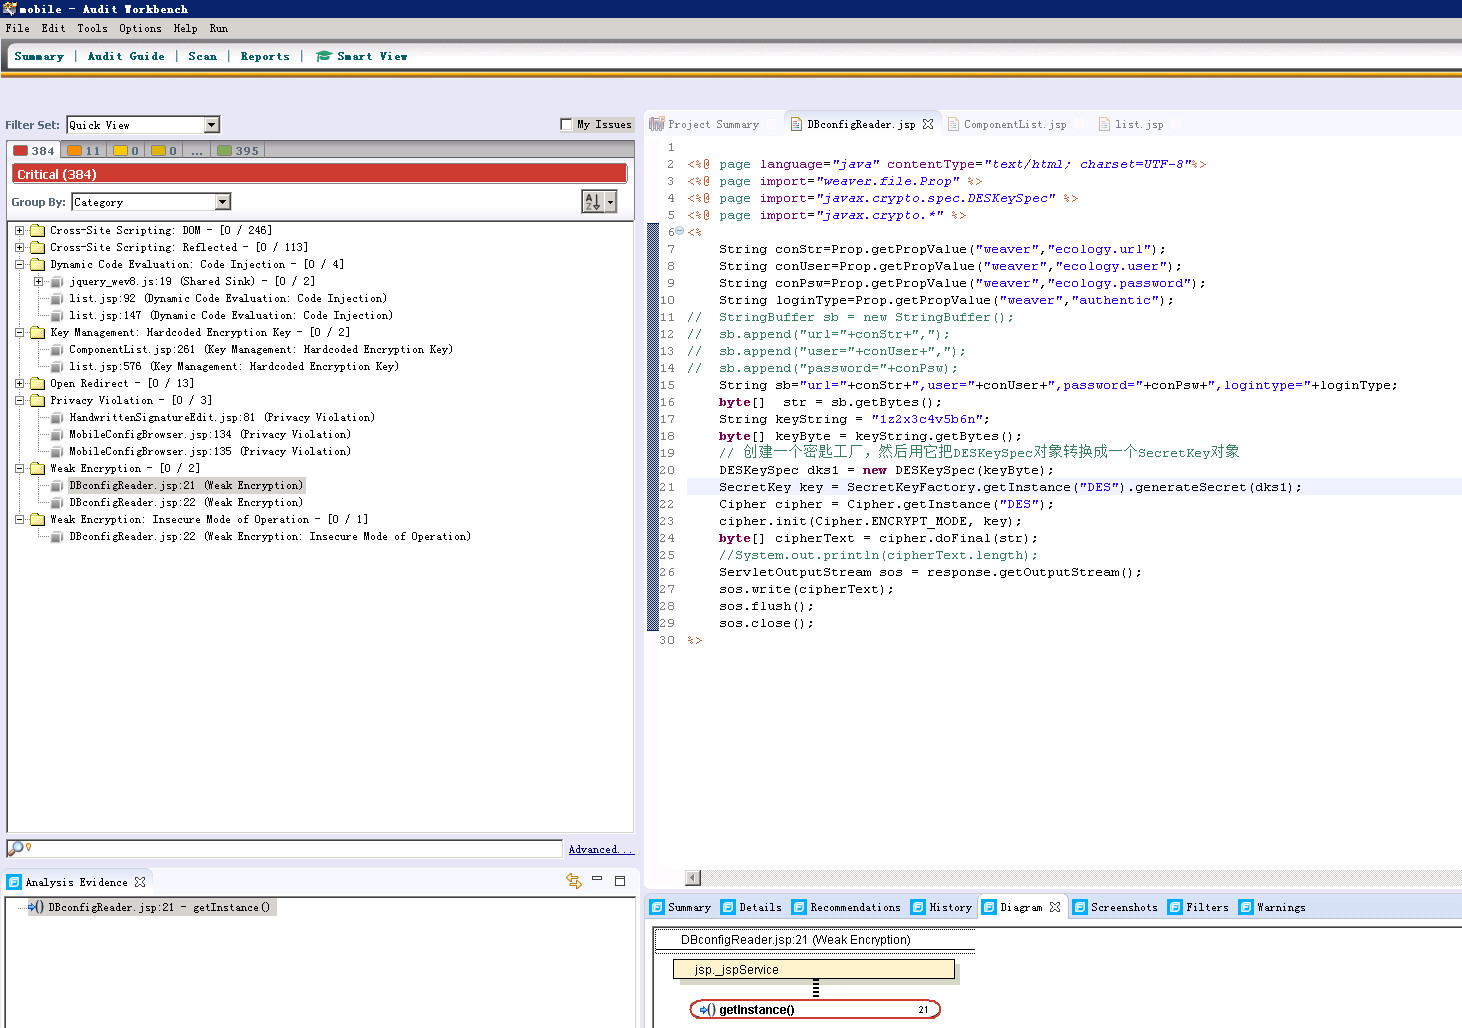 mobile - Audit Workbench
File Edit Tools Options Help Run
Summary | Audit Guide | Scan | Reports | Smart View
Filter Set: Quick View My Issues
384 11 0 0 ... 395
Critical (384)
Group By: Category
Cross-Site Scripting: DOM - [0 / 246]
Cross-Site Scripting: Reflected - [0 / 113]
Dynamic Code Evaluation: Code Injection - [0 / 4]
jquery_wev8.js:19 (Shared Sink) - [0 / 2]
list.jsp:92 (Dynamic Code Evaluation: Code Injection)
list.jsp:147 (Dynamic Code Evaluation: Code Injection)
Key Management: Hardcoded Encryption Key - [0 / 2]
ComponentList.jsp:261 (Key Management: Hardcoded Encryption Key)
list.jsp:576 (Key Management: Hardcoded Encryption Key)
Open Redirect - [0 / 13]
Privacy Violation - [0 / 3]
HandwrittenSignatureEdit.jsp:81 (Privacy Violation)
MobileConfigBrowser.jsp:134 (Privacy Violation)
MobileConfigBrowser.jsp:135 (Privacy Violation)
Weak Encryption - [0 / 2]
DBconfigReader.jsp:21 (Weak Encryption)
DBconfigReader.jsp:22 (Weak Encryption)
Weak Encryption: Insecure Mode of Operation - [0 / 1]
DBconfigReader.jsp:22 (Weak Encryption: Insecure Mode of Operation)
Advanced...
Analysis Evidence
DBconfigReader.jsp:21 - getInstance()
Project Summary DBconfigReader.jsp ComponentList.jsp list.jsp
1
2 <%@ page language="java" contentType="text/html; charset=UTF-8"%>
3 <%@ page import="weaver.file.Prop" %>
4 <%@ page import="javax.crypto.spec.DESKeySpec" %>
5 <%@ page import="javax.crypto.*" %>
6 <%
7 String conStr=Prop.getPropValue("weaver","ecology.url");
8 String conUser=Prop.getPropValue("weaver","ecology.user");
9 String conPsw=Prop.getPropValue("weaver","ecology.password");
10 String loginType=Prop.getPropValue("weaver","authentic");
11 // StringBuffer sb = new StringBuffer();
12 // sb.append("url="+conStr+",");
13 // sb.append("user="+conUser+",");
14 // sb.append("password="+conPsw);
15 String sb="url="+conStr+",user="+conUser+",password="+conPsw+",logintype="+loginType;
16 byte[] str = sb.getBytes();
17 String keyString = "1z2x3c4v5b6n";
18 byte[] keyByte = keyString.getBytes();
19 // 创建一个密匙工厂，然后用它把DESKeySpec对象转换成一个SecretKey对象
20 DESKeySpec dks1 = new DESKeySpec(keyByte);
21 SecretKey key = SecretKeyFactory.getInstance("DES").generateSecret(dks1);
22 Cipher cipher = Cipher.getInstance("DES");
23 cipher.init(Cipher.ENCRYPT_MODE, key);
24 byte[] cipherText = cipher.doFinal(str);
25 //System.out.println(cipherText.length);
26 ServletOutputStream sos = response.getOutputStream();
27 sos.write(cipherText);
28 sos.flush();
29 sos.close();
30 %>
Summary Details Recommendations History Diagram Screenshots Filters Warnings
DBconfigReader.jsp:21 (Weak Encryption)
jsp._jspService
getInstance() 21